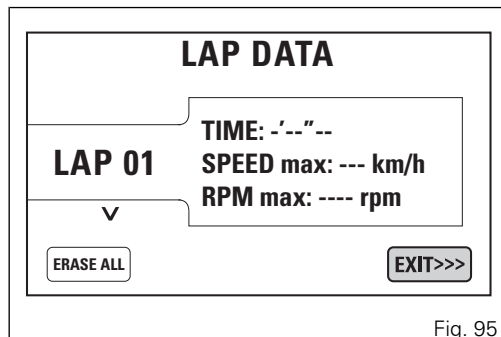 LAP DATA
LAP 01
TIME: -'--"--
SPEED max: --- km/h
RPM max: ---- rpm
ERASE ALL
EXIT>>>
Fig. 95